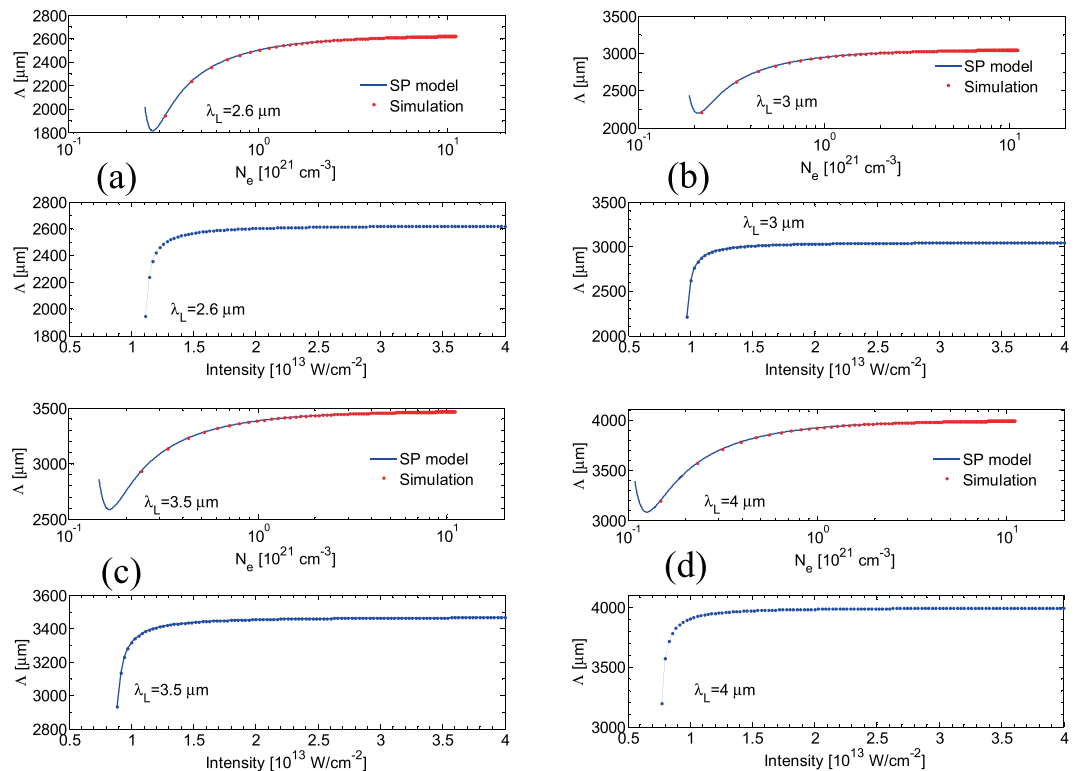 2800
2600
2400
2200
2000
1800
Λ [μm]
λL=2.6 μm
SP model
Simulation
10-1
100
101
Ne [1021 cm-3]
(a)
3500
3000
2500
2000
Λ [μm]
λL=3 μm
SP model
Simulation
10-1
100
101
Ne [1021 cm-3]
(b)
2800
2600
2400
2200
2000
1800
Λ [μm]
λL=2.6 μm
0.5 1 1.5 2 2.5 3 3.5 4
Intensity [1013 W/cm-2]
3500
3000
2500
2000
Λ [μm]
λL=3 μm
0.5 1 1.5 2 2.5 3 3.5 4
Intensity [1013 W/cm-2]
3500
3000
2500
Λ [μm]
λL=3.5 μm
SP model
Simulation
10-1
100
101
Ne [1021 cm-3]
(c)
4000
3500
3000
Λ [μm]
λL=4 μm
SP model
Simulation
10-1
100
101
Ne [1021 cm-3]
(d)
3600
3400
3200
3000
2800
Λ [μm]
λL=3.5 μm
0.5 1 1.5 2 2.5 3 3.5 4
Intensity [1013 W/cm-2]
4000
3500
3000
Λ [μm]
λL=4 μm
0.5 1 1.5 2 2.5 3 3.5 4
Intensity [1013 W/cm-2]